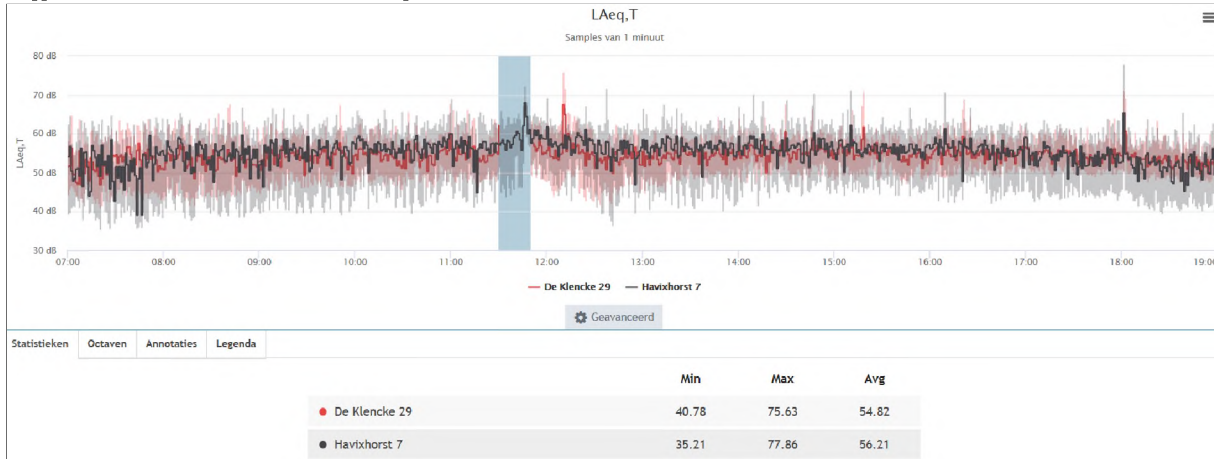 LAeq,T
Samples van 1 minuut
80 dB
70 dB
60 dB
50 dB
40 dB
30 dB
LAeq,T
07:00 08:00 09:00 10:00 11:00 12:00 13:00 14:00 15:00 16:00 17:00 18:00 19:00
De Klencke 29 Havixhorst 7
Geavanceerd
Statistieken Octaven Annotaties Legenda
Min Max Avg
De Klencke 29 40.78 75.63 54.82
Havixhorst 7 35.21 77.86 56.21